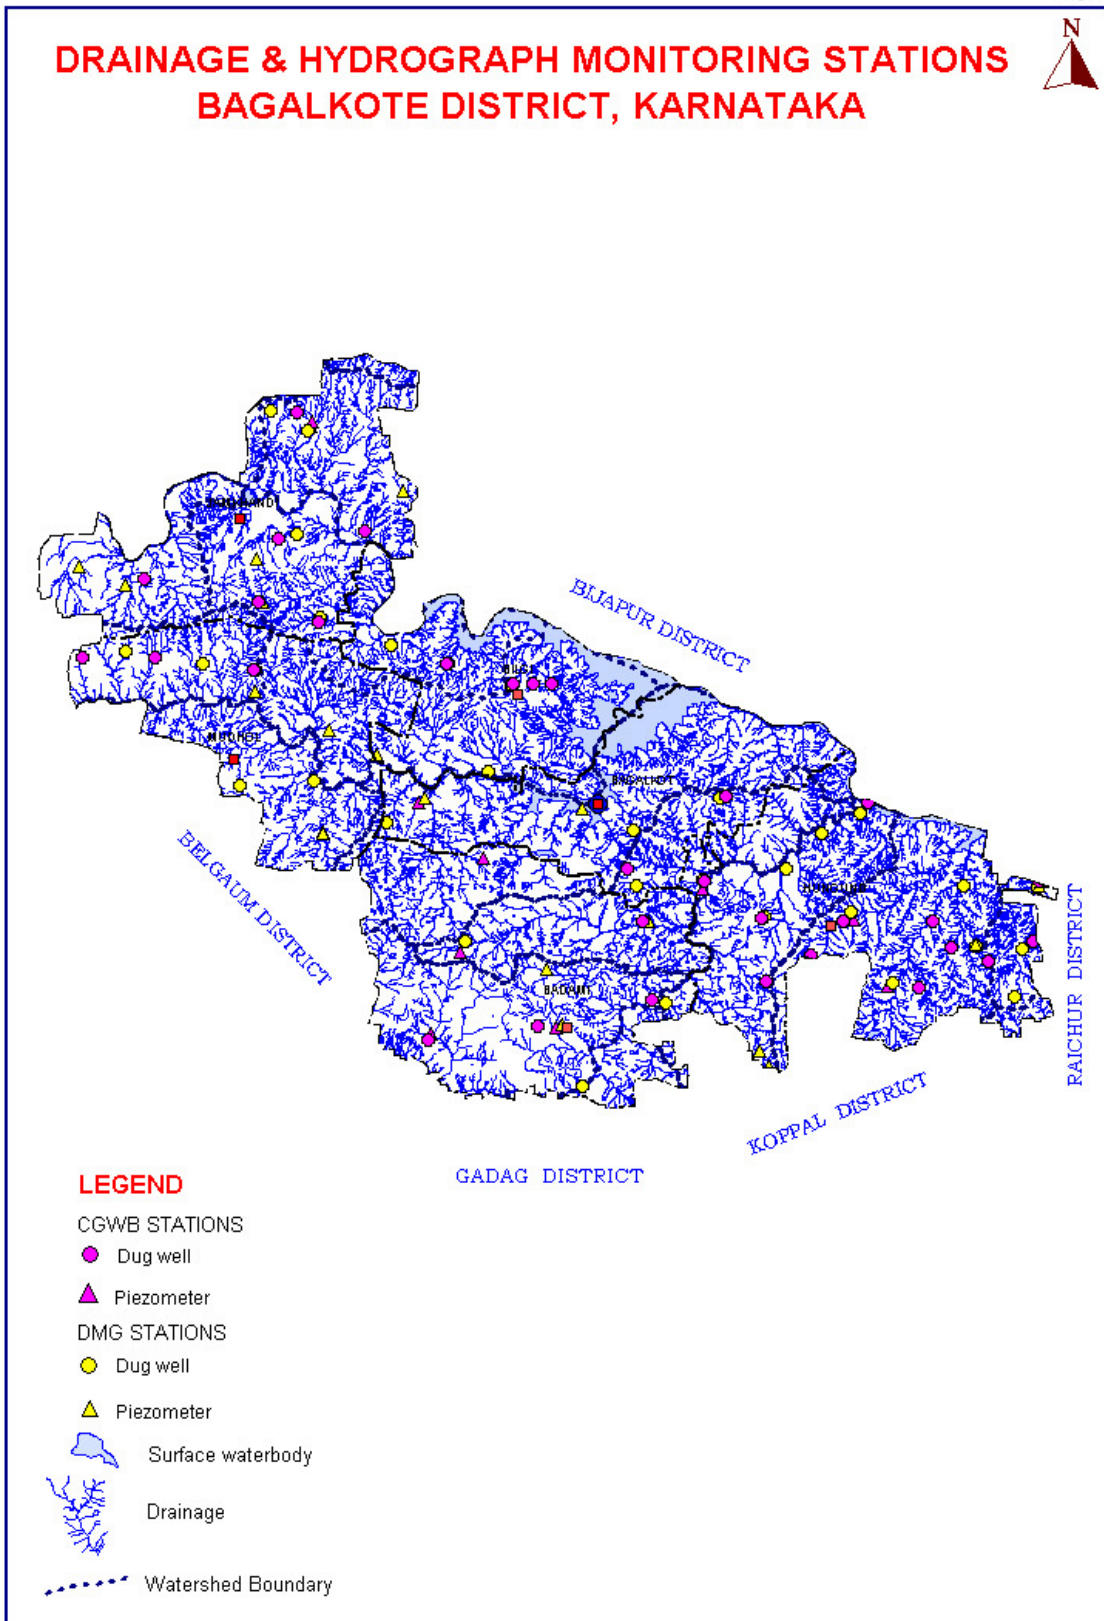 N
DRAINAGE & HYDROGRAPH MONITORING STATIONS
BAGALKOTE DISTRICT, KARNATAKA
BIJAPUR DISTRICT
BELGAUM DISTRICT
BADAMI
RAICHUR DISTRICT
KOPPAL DISTRICT
GADAG DISTRICT
LEGEND
CGWB STATIONS
Dug well
Piezometer
DMG STATIONS
Dug well
Piezometer
Surface waterbody
Drainage
Watershed Boundary